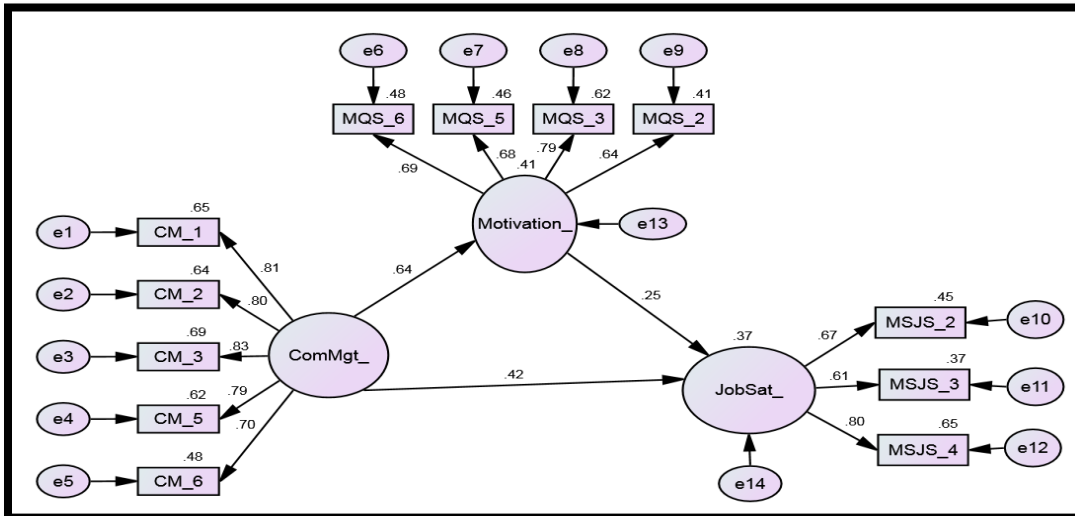 e6 e7 e8 e9
.48 .46 .62 .41
MQS_6 MQS_5 MQS_3 MQS_2
.69 .68 .79 .64
.41
Motivation_
e13
.65
e1 CM_1
.81
.64
e2 CM_2
.80
.69
e3 CM_3
.83
.62
e4 CM_5
.79
.48
e5 CM_6
.70
ComMgt_
.64
.25
.42
.37
JobSat_
e14
.45
.67 MSJS_2 e10
.37
.61 MSJS_3 e11
.65
.80 MSJS_4 e12